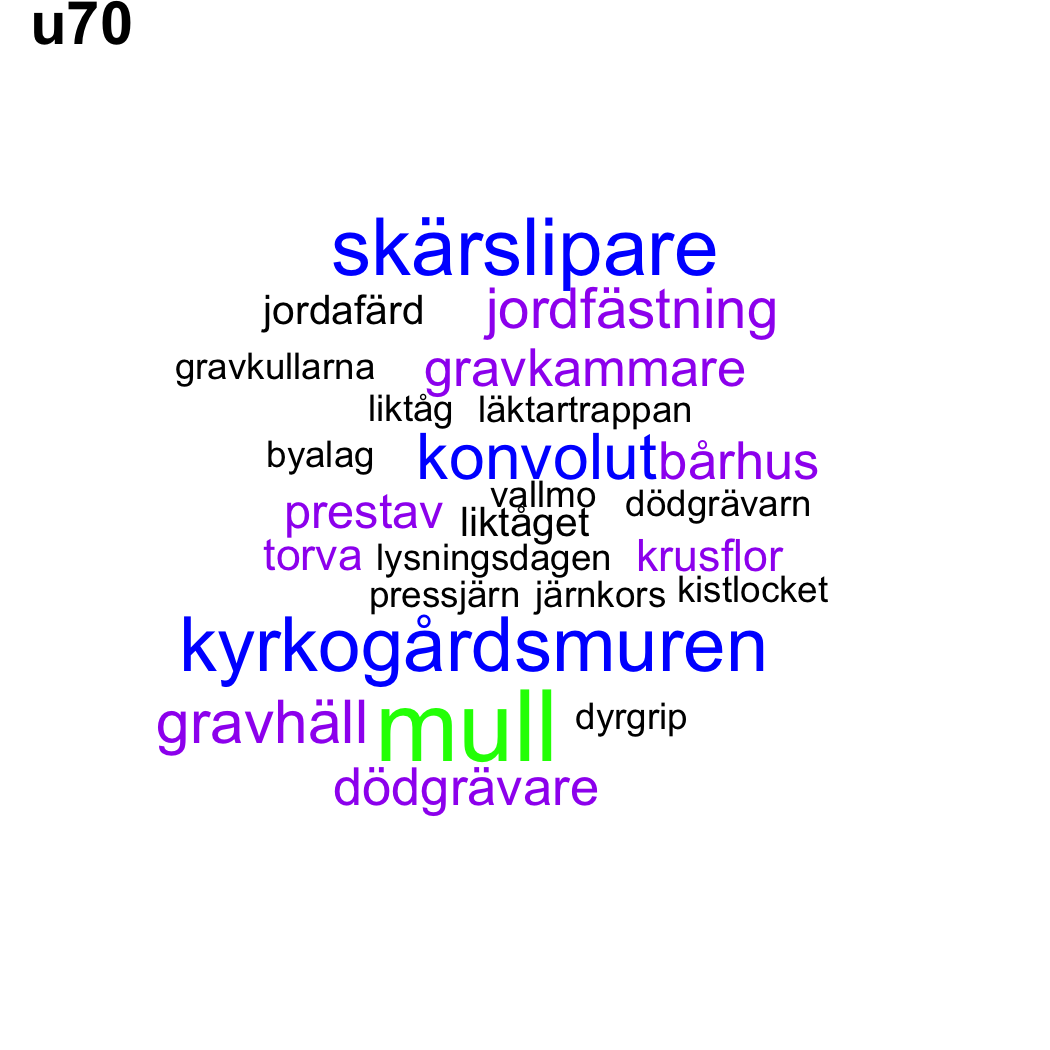 u70
skärslipare
jordafärd jordfästning
gravkullarna gravkammare
liktåg läktartrappan
byalag konvolut bårhus
vallmo
prestav liktåget dödgrävarn
torva lysningsdagen krusflor
pressjärn järnkors kistlocket
kyrkogårdsmuren
gravhäll mull dyrgrip
dödgrävare